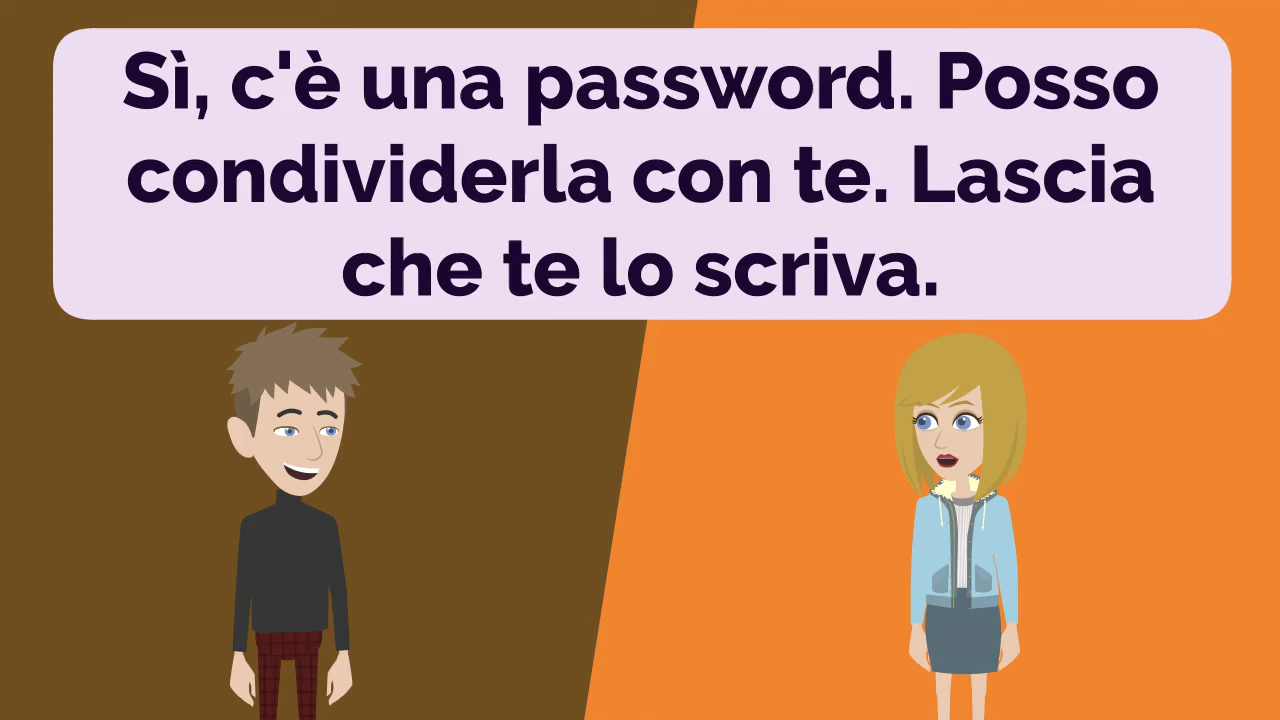 Sì, c'è una password. Posso
condividerla con te. Lascia
che te lo scriva.